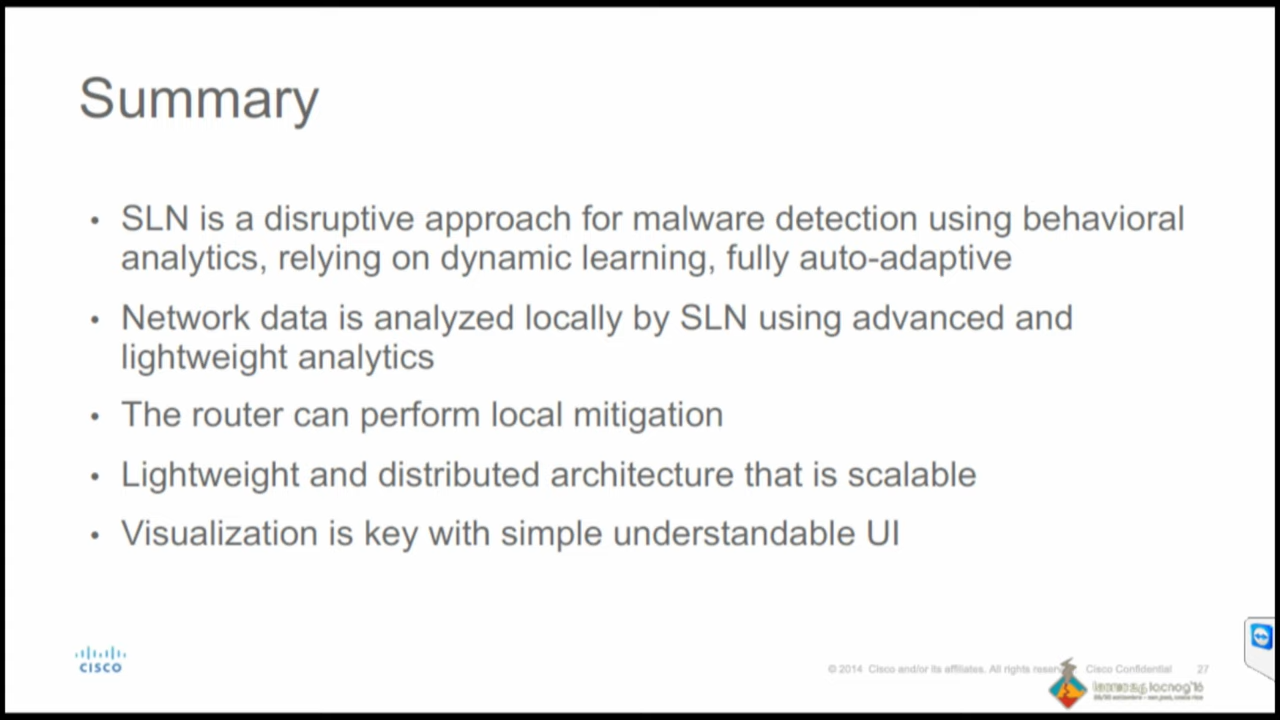 Summary
• SLN is a disruptive approach for malware detection using behavioral
analytics, relying on dynamic learning, fully auto-adaptive
• Network data is analyzed locally by SLN using advanced and
lightweight analytics
• The router can perform local mitigation
• Lightweight and distributed architecture that is scalable
• Visualization is key with simple understandable UI
CISCO
© 2014 Cisco and/or its affiliates. All rights Cisco Confidential 27
lacnog'16